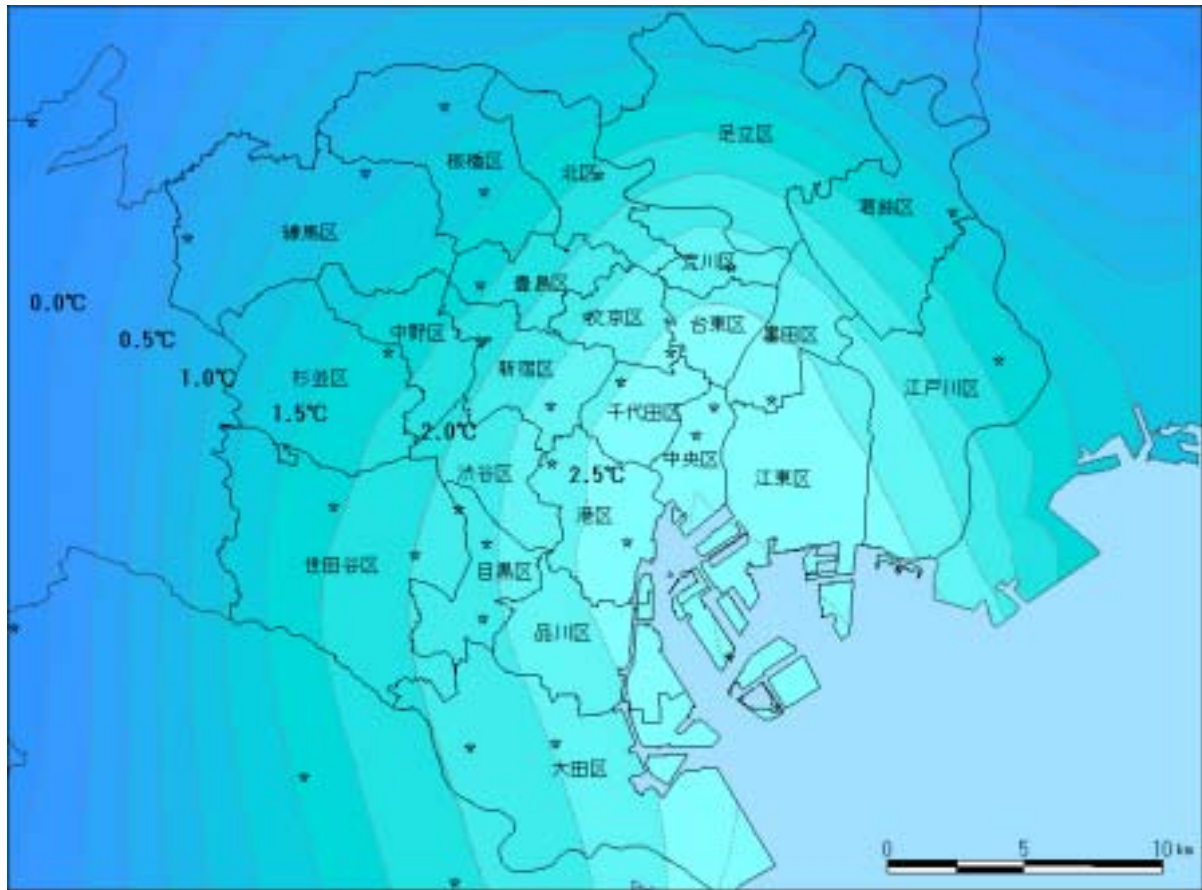 足立区
板橋区
北区
葛飾区
練馬区
荒川区
豊島区
0.0℃
文京区
台東区
墨田区
中野区
0.5℃
新宿区
1.0℃
杉並区
江戸川区
千代田区
1.5℃
2.0℃
中央区
渋谷区
2.5℃
江東区
港区
世田谷区
目黒区
品川区
大田区
0 5 10 km